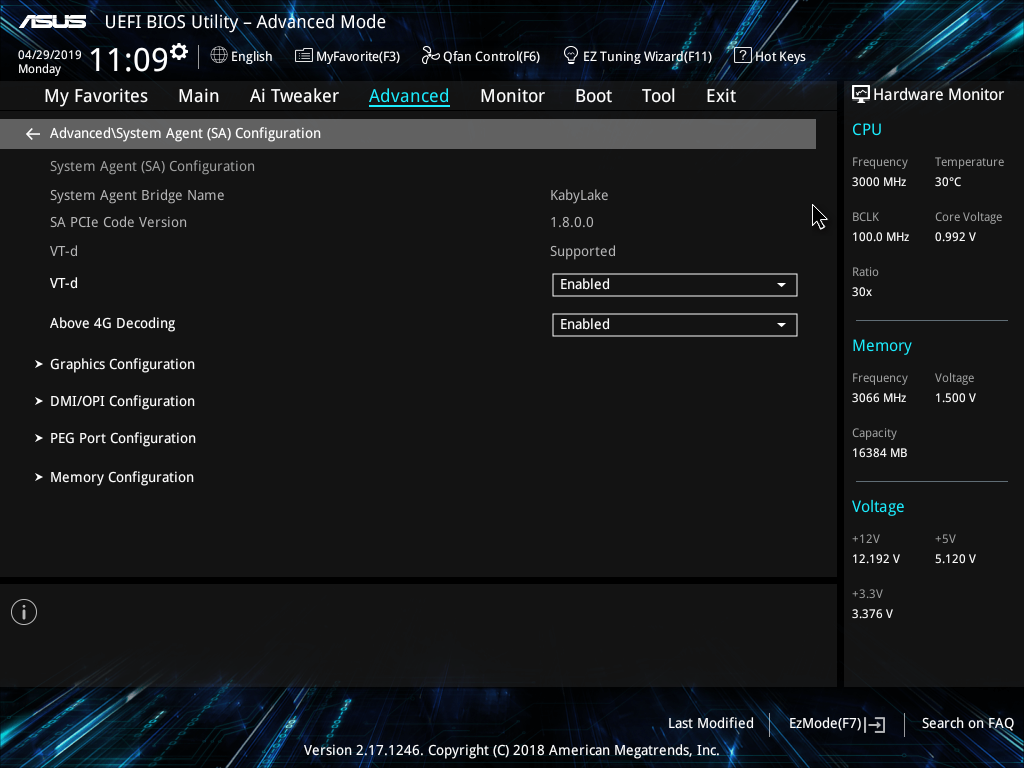 ASUS UEFI BIOS Utility – Advanced Mode
04/29/2019
Monday
11:09
English
MyFavorite(F3)
Qfan Control(F6)
EZ Tuning Wizard(F11)
? Hot Keys
My Favorites Main Ai Tweaker Advanced Monitor Boot Tool Exit
Advanced\System Agent (SA) Configuration
System Agent (SA) Configuration
System Agent Bridge Name KabyLake
SA PCIe Code Version 1.8.0.0
VT-d Supported
VT-d Enabled
Above 4G Decoding Enabled
Graphics Configuration
DMI/OPI Configuration
PEG Port Configuration
Memory Configuration
Hardware Monitor
CPU
Frequency Temperature
3000 MHz 30°C
BCLK Core Voltage
100.0 MHz 0.992 V
Ratio
30x
Memory
Frequency Voltage
3066 MHz 1.500 V
Capacity
16384 MB
Voltage
+12V +5V
12.192 V 5.120 V
+3.3V
3.376 V
Last Modified
EzMode(F7)
Search on FAQ
Version 2.17.1246. Copyright (C) 2018 American Megatrends, Inc.